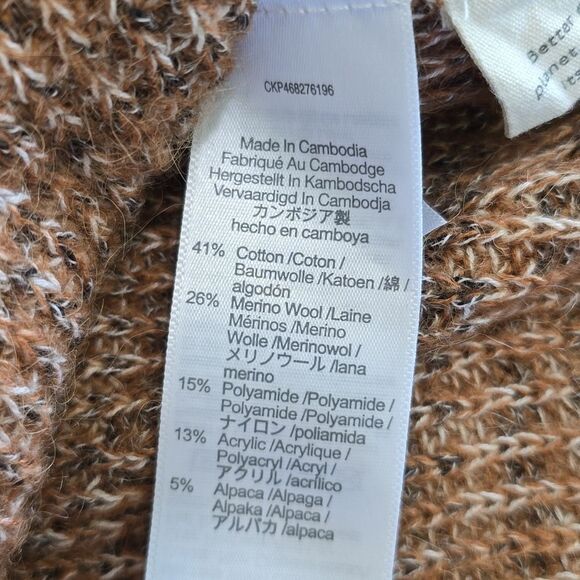 CKP468276196
Made In Cambodia
Fabriqué Au Cambodge
Hergestellt In Kambodscha
Vervaardigd In Cambodja
カンボジア製
hecho en camboya
41% Cotton /Coton /
Baumwolle /Katoen /綿 /
algodón
26% Merino Wool /Laine
Mérinos /Merino
Wolle /Merinowol /
メリノウール /lana
merino
15% Polyamide /Polyamide /
Polyamide /Polyamide /
ナイロン /poliamida
13% Acrylic /Acrylique /
Polyacryl /Acryl /
アクリル /acrílico
5% Alpaca /Alpaga /
Alpaka /Alpaca /
アルパカ /alpaca
Better
planet